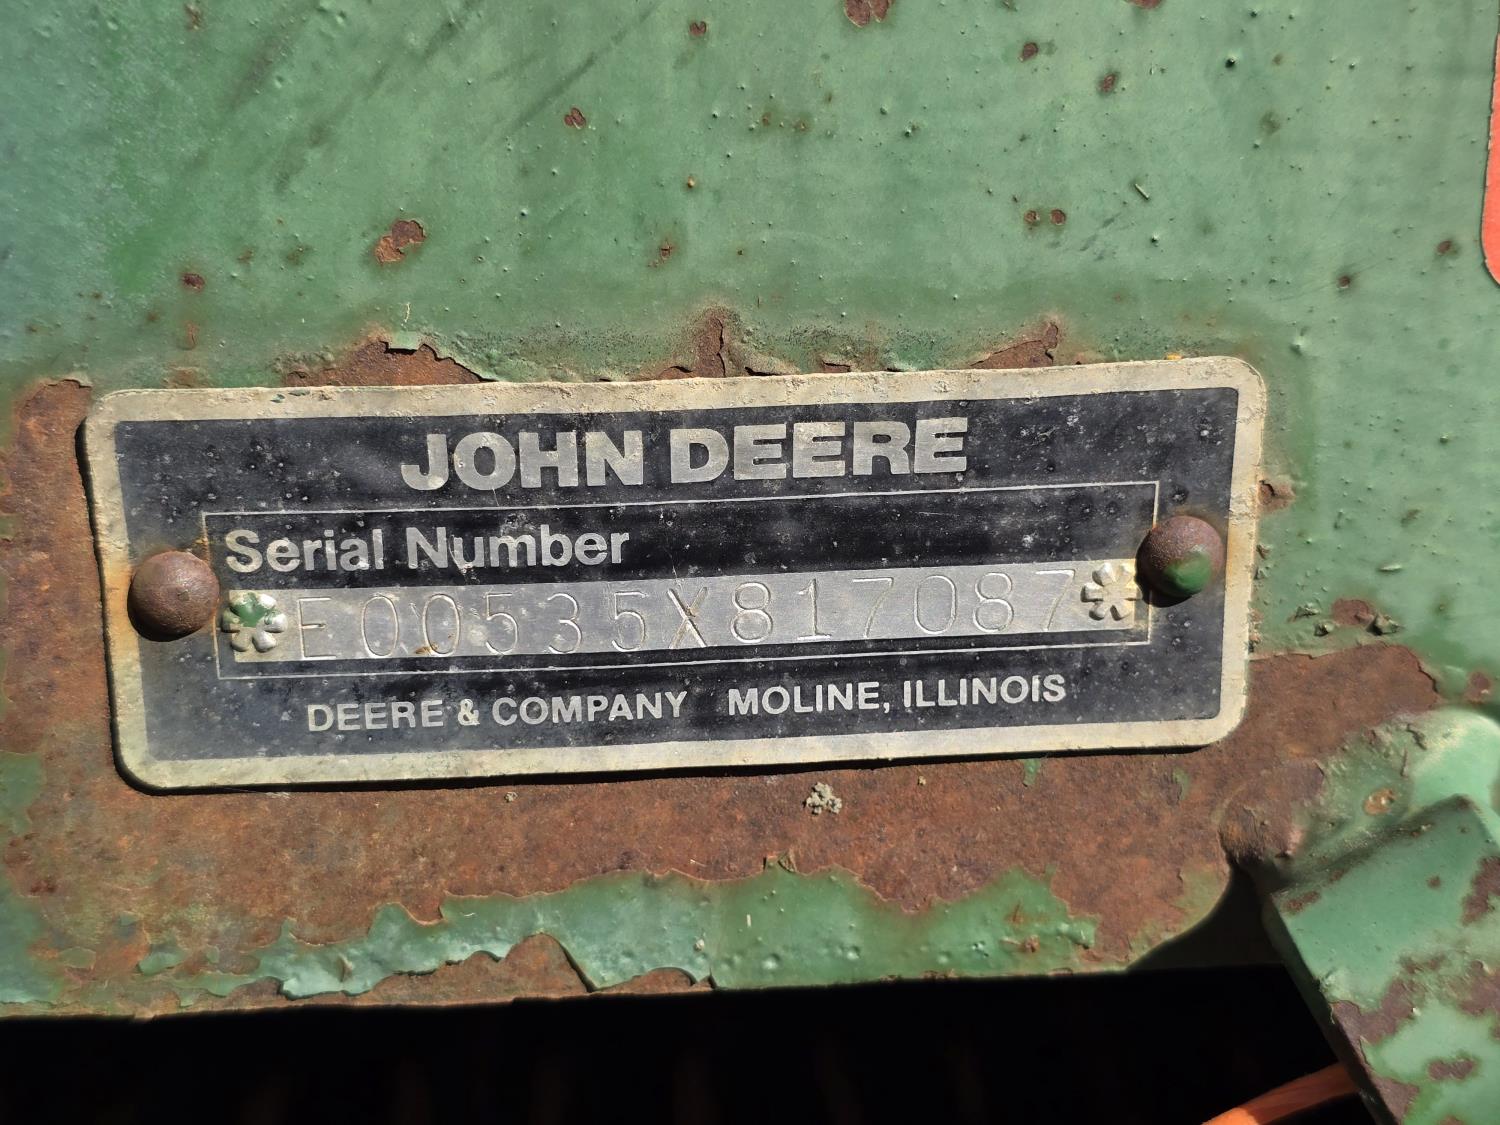 JOHN DEERE
Serial Number
*E00535X817087*
DEERE & COMPANY MOLINE, ILLINOIS